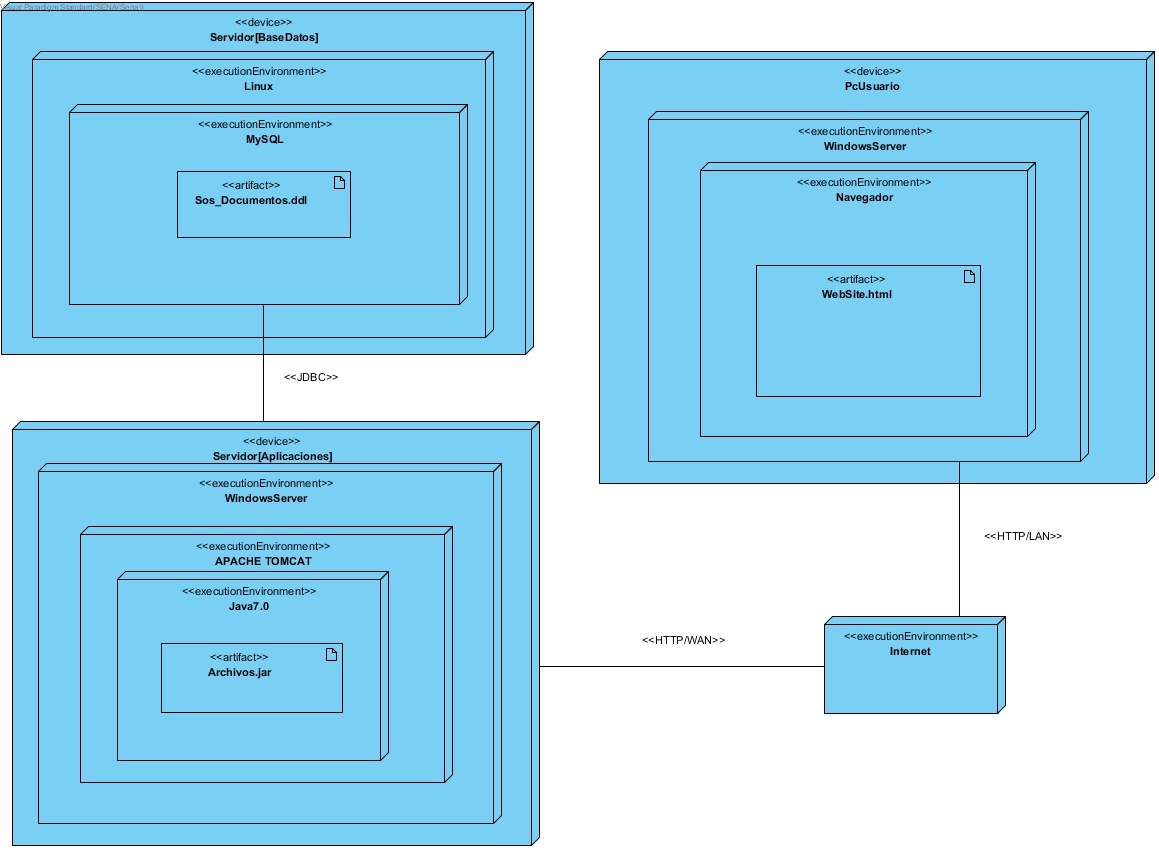 Visual Paradigm Standard(SENA(Sena))
<<device>>
Servidor[BaseDatos]
<<executionEnvironment>>
Linux
<<executionEnvironment>>
MySQL
<<artifact>>
Sos_Documentos.ddl
<<device>>
PcUsuario
<<executionEnvironment>>
WindowsServer
<<executionEnvironment>>
Navegador
<<artifact>>
WebSite.html
<<JDBC>>
<<device>>
Servidor[Aplicaciones]
<<executionEnvironment>>
WindowsServer
<<executionEnvironment>>
APACHE TOMCAT
<<executionEnvironment>>
Java7.0
<<artifact>>
Archivos.jar
<<HTTP/LAN>>
<<HTTP/WAN>>
<<executionEnvironment>>
Internet